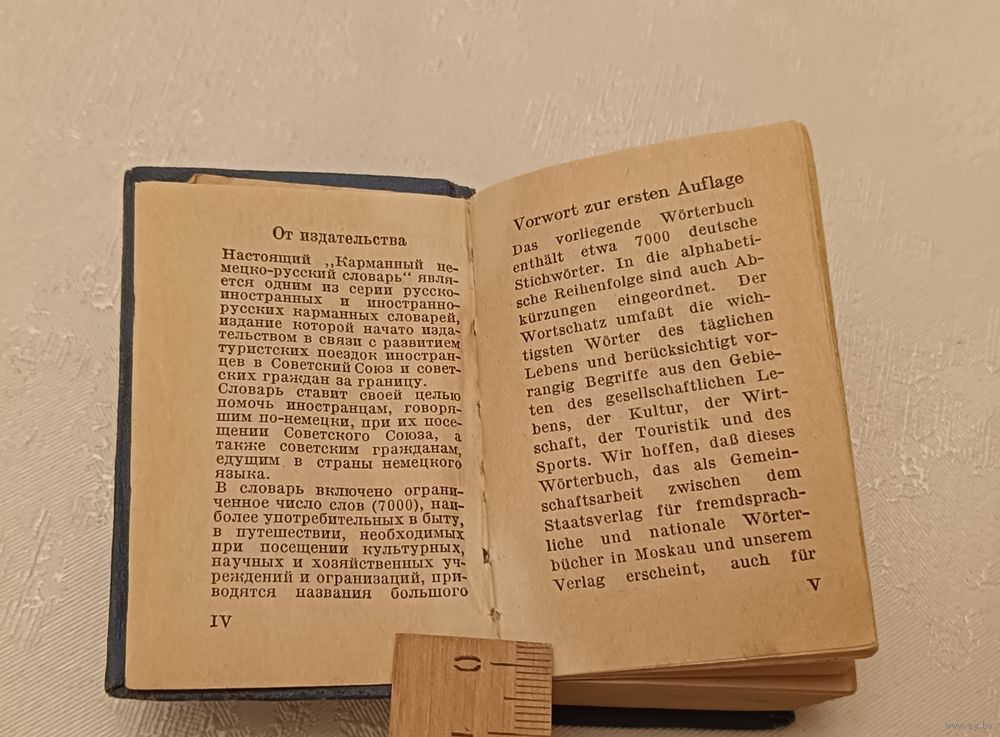 От издательства
Настоящий „Карманный не-
мецко-русский словарь“ явля-
ется одним из серии русско-
иностранных и иностранно-
русских карманных словарей,
издание которой начато изда-
тельством в связи с развитием
туристских поездок иностран-
цев в Советский Союз и совет-
ских граждан за границу.
Словарь ставит своей целью
помочь иностранцам, говоря-
шим по-немецки, при их посе-
щении Советского Союза, а
также советским гражданам,
едущим в страны немецкого
языка.
В словарь включено ограни-
ченное число слов (7000), наи-
более употребительных в быту,
в путешествии, необходимых
при посещении культурных,
научных и хозяйственных уч-
реждений и огранизаций, при-
водятся названия большого
IV
Vorwort zur ersten Auflage
Das vorliegende Wörterbuch
enthält etwa 7000 deutsche
Stichwörter. In die alphabeti-
sche Reihenfolge sind auch Ab-
kürzungen eingeordnet. Der
Wortschatz umfaßt die wich-
tigsten Wörter des täglichen
Lebens und berücksichtigt vor-
rangig Begriffe aus den Gebie-
ten des gesellschaftlichen Le-
bens, der Kultur, der Wirt-
schaft, der Touristik und des
Sports. Wir hoffen, daß dieses
Wörterbuch, das als Gemein-
schaftsarbeit zwischen dem
Staatsverlag für fremdsprach-
liche und nationale Wörter-
bücher in Moskau und unserem
Verlag erscheint, auch für
V
0
www.ay.by